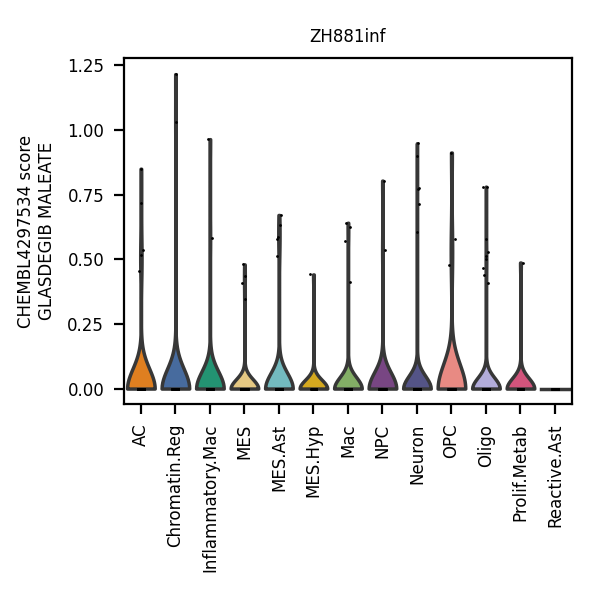 ZH881inf
CHEMBL4297534 score
GLASDEGIB MALEATE
1.25
1.00
0.75
0.50
0.25
0.00
AC
Chromatin.Reg
Inflammatory.Mac
MES
MES.Ast
MES.Hyp
Mac
NPC
Neuron
OPC
Oligo
Prolif.Metab
Reactive.Ast